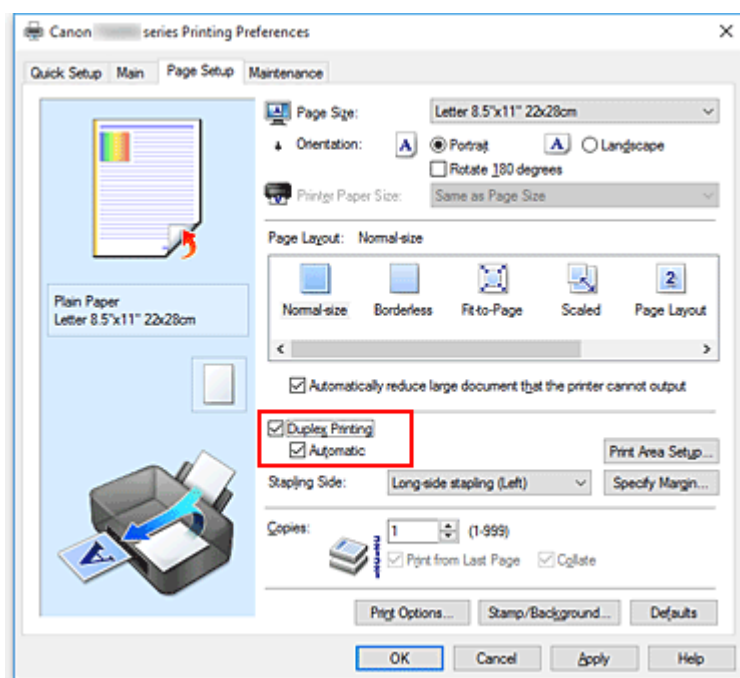 Canon series Printing Preferences
Quick Setup Main Page Setup Maintenance
Page Size: Letter 8.5"x11" 22x28cm
Orientation: A Portrait A Landscape
Rotate 180 degrees
Printer Paper Size: Same as Page Size
Page Layout: Normal-size
2
Normal-size Borderless Fit-to-Page Scaled Page Layout
Plain Paper
Letter 8.5"x11" 22x28cm
Automatically reduce large document that the printer cannot output
Duplex Printing
Automatic
Print Area Setup...
Stapling Side: Long-side stapling (Left) Specify Margin...
Copies: 1 (1-999)
Print from Last Page Collate
A
Print Options... Stamp/Background... Defaults
OK Cancel Apply Help